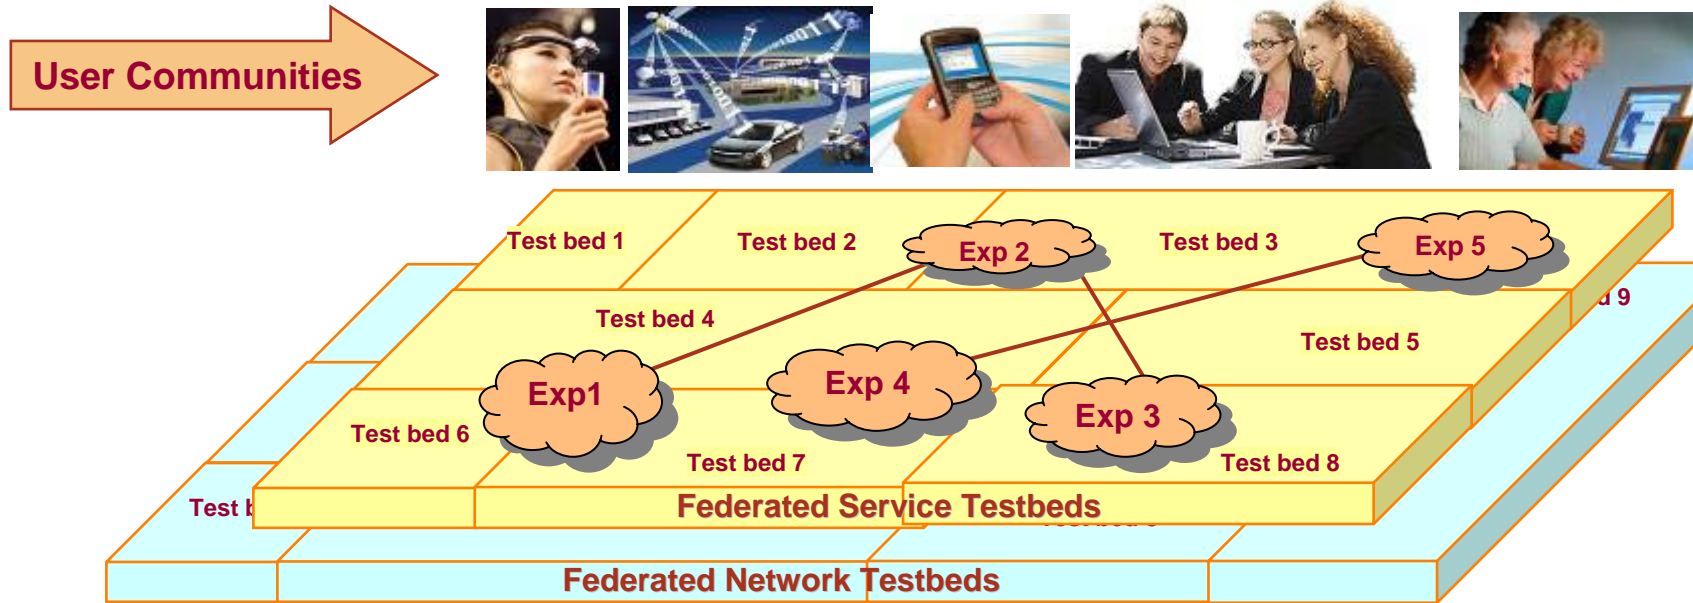 User Communities
Test bed 1
Test bed 2
Exp 2
Test bed 3
Exp 5
Test bed 4
d 9
Test bed 5
Exp1
Exp 4
Exp 3
Test bed 6
Test bed 7
Test bed 8
Test b
Federated Service Testbeds
Federated Network Testbeds